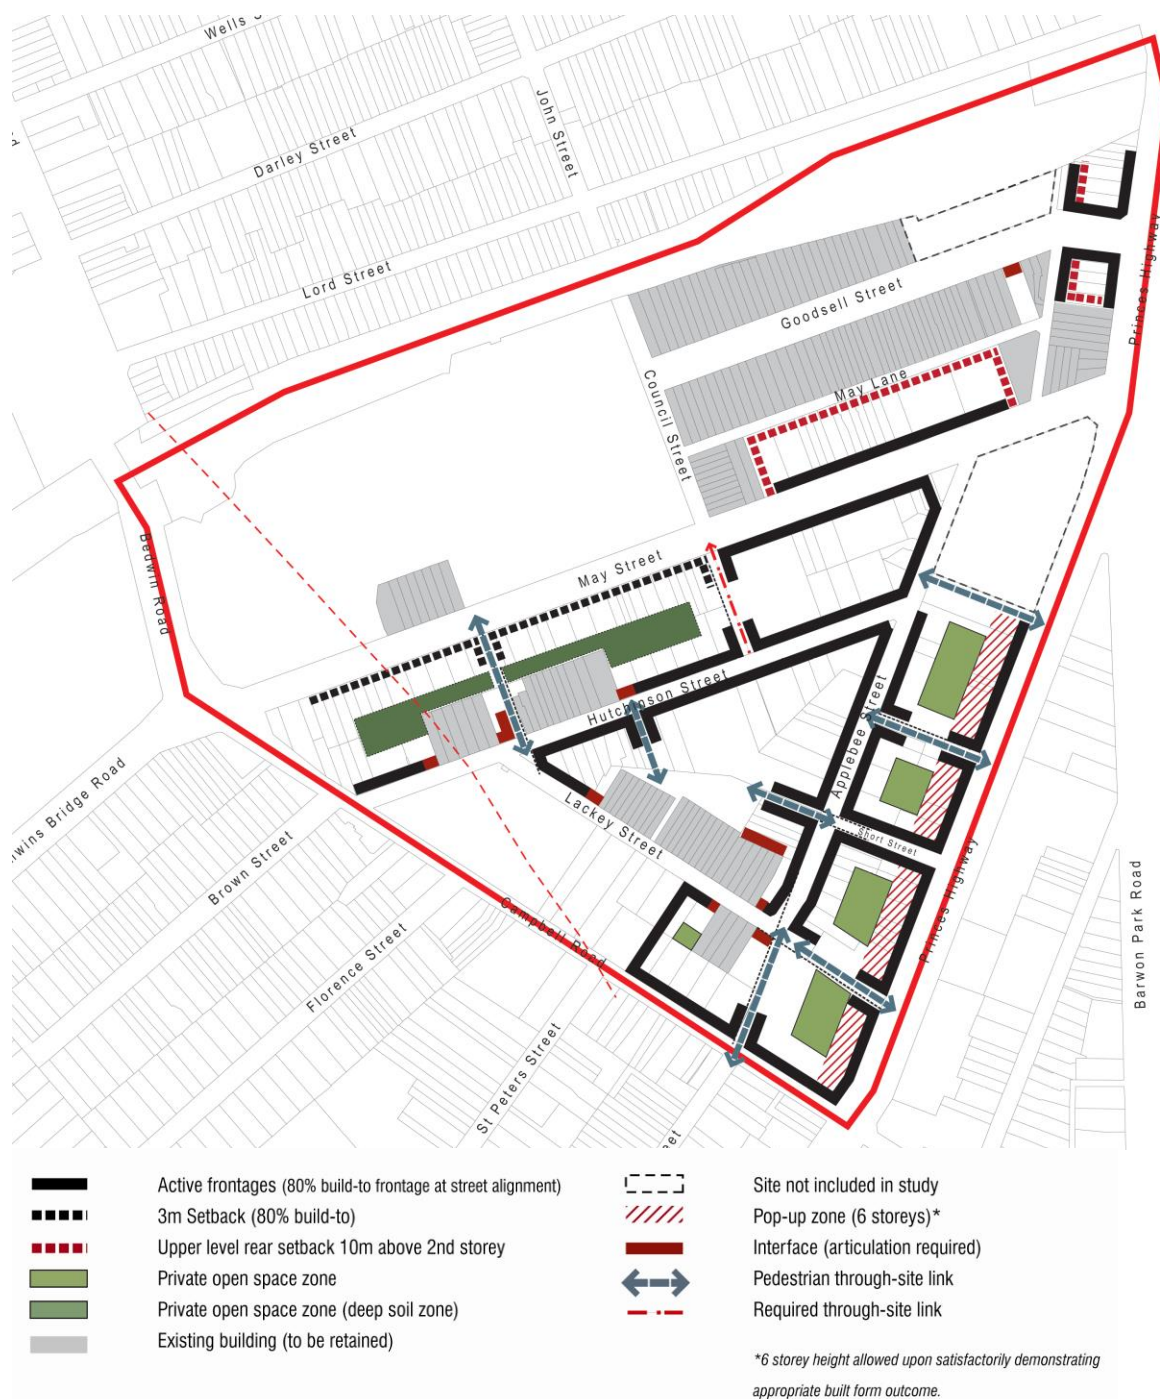 Wells S
Darley Street
John Street
Lord Street
Goodsell Street
Princes Highway
Council Street
May Lane
May Street
Bedwin Road
Hutchinson Street
Applebee Street
Lackey Street
Short Street
Princes Highway
Barwon Park Road
wins Bridge Road
Brown Street
Florence Street
Campbell Road
St Peters Street
eet
Active frontages (80% build-to frontage at street alignment)
3m Setback (80% build-to)
Upper level rear setback 10m above 2nd storey
Private open space zone
Private open space zone (deep soil zone)
Existing building (to be retained)
Site not included in study
Pop-up zone (6 storeys)*
Interface (articulation required)
Pedestrian through-site link
Required through-site link
*6 storey height allowed upon satisfactorily demonstrating
appropriate built form outcome.